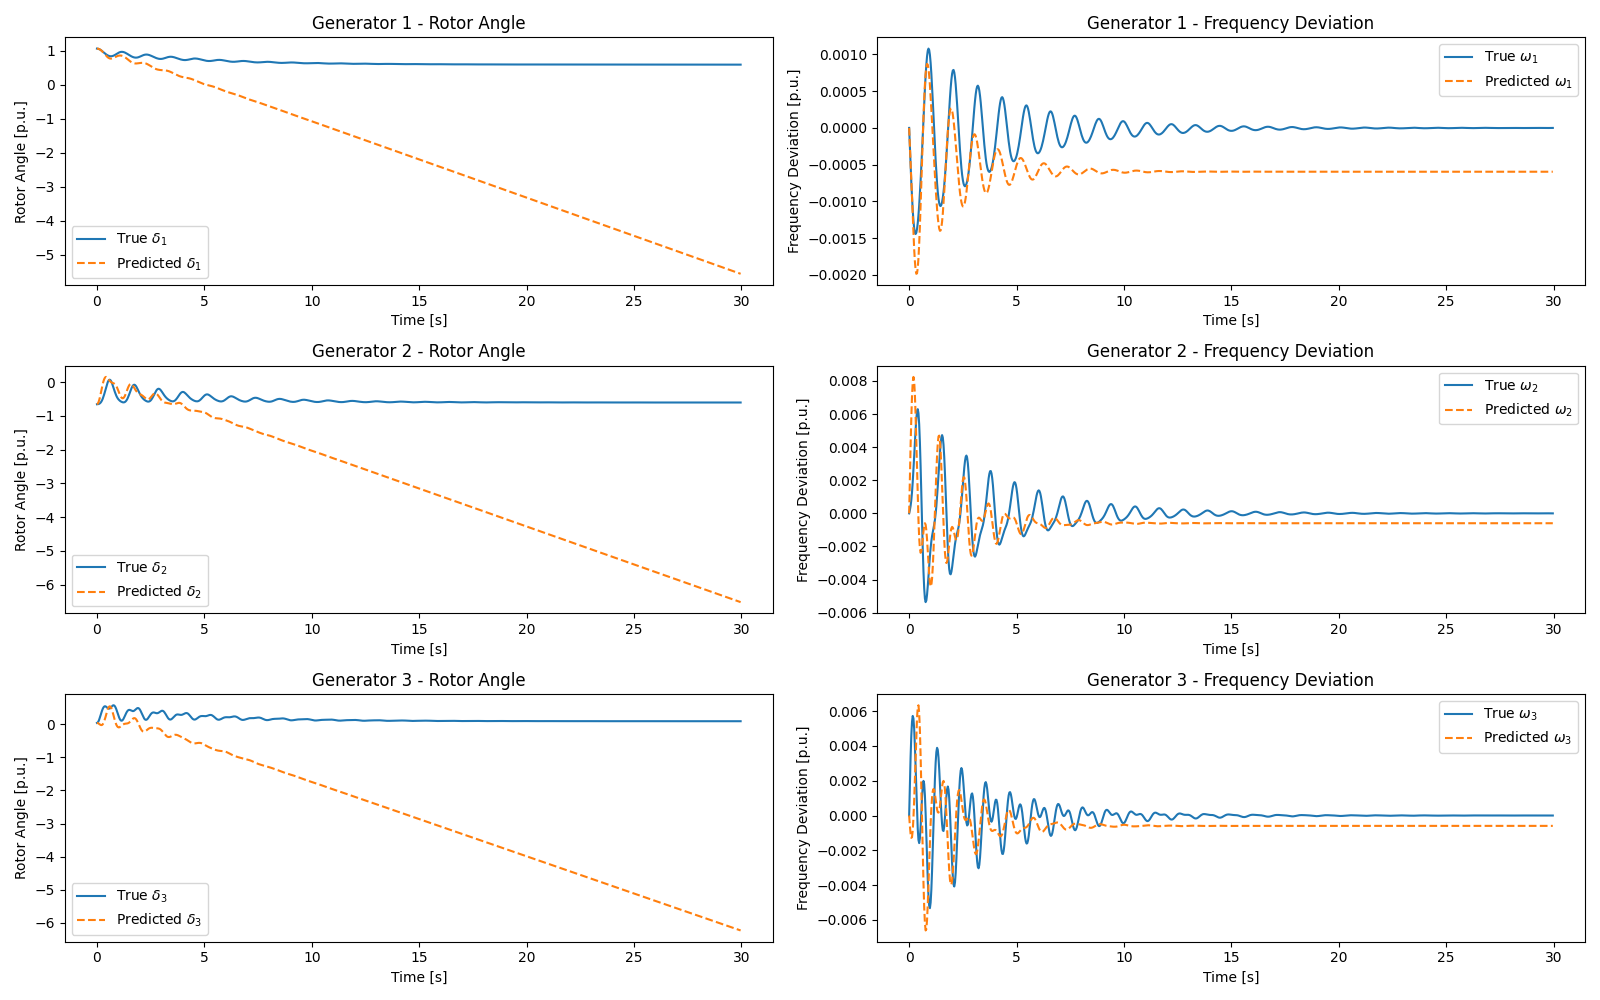 Generator 1 - Rotor Angle
Rotor Angle [p.u.]
1
0
−1
−2
−3
−4
−5
True δ₁
Predicted δ₁
0 5 10 15 20 25 30
Time [s]
Generator 1 - Frequency Deviation
Frequency Deviation [p.u.]
0.0010
0.0005
0.0000
−0.0005
−0.0010
−0.0015
−0.0020
True ω₁
Predicted ω₁
0 5 10 15 20 25 30
Time [s]
Generator 2 - Rotor Angle
Rotor Angle [p.u.]
0
−1
−2
−3
−4
−5
−6
True δ₂
Predicted δ₂
0 5 10 15 20 25 30
Time [s]
Generator 2 - Frequency Deviation
Frequency Deviation [p.u.]
0.008
0.006
0.004
0.002
0.000
−0.002
−0.004
−0.006
True ω₂
Predicted ω₂
0 5 10 15 20 25 30
Time [s]
Generator 3 - Rotor Angle
Rotor Angle [p.u.]
0
−1
−2
−3
−4
−5
−6
True δ₃
Predicted δ₃
0 5 10 15 20 25 30
Time [s]
Generator 3 - Frequency Deviation
Frequency Deviation [p.u.]
0.006
0.004
0.002
0.000
−0.002
−0.004
−0.006
True ω₃
Predicted ω₃
0 5 10 15 20 25 30
Time [s]